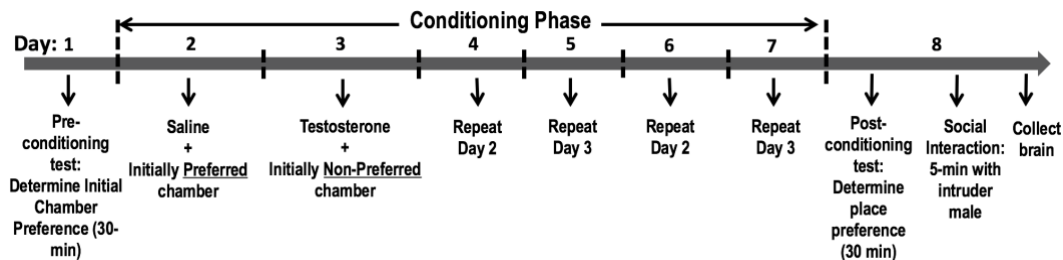 Conditioning Phase
Day: 1 2 3 4 5 6 7 8
Pre-
conditioning
test:
Determine Initial
Chamber
Preference (30-
min)
Saline
+
Initially Preferred
chamber
Testosterone
+
Initially Non-Preferred
chamber
Repeat
Day 2
Repeat
Day 3
Repeat
Day 2
Repeat
Day 3
Post-
conditioning
test:
Determine
place
preference
(30 min)
Social
Interaction:
5-min with
intruder
male
Collect
brain